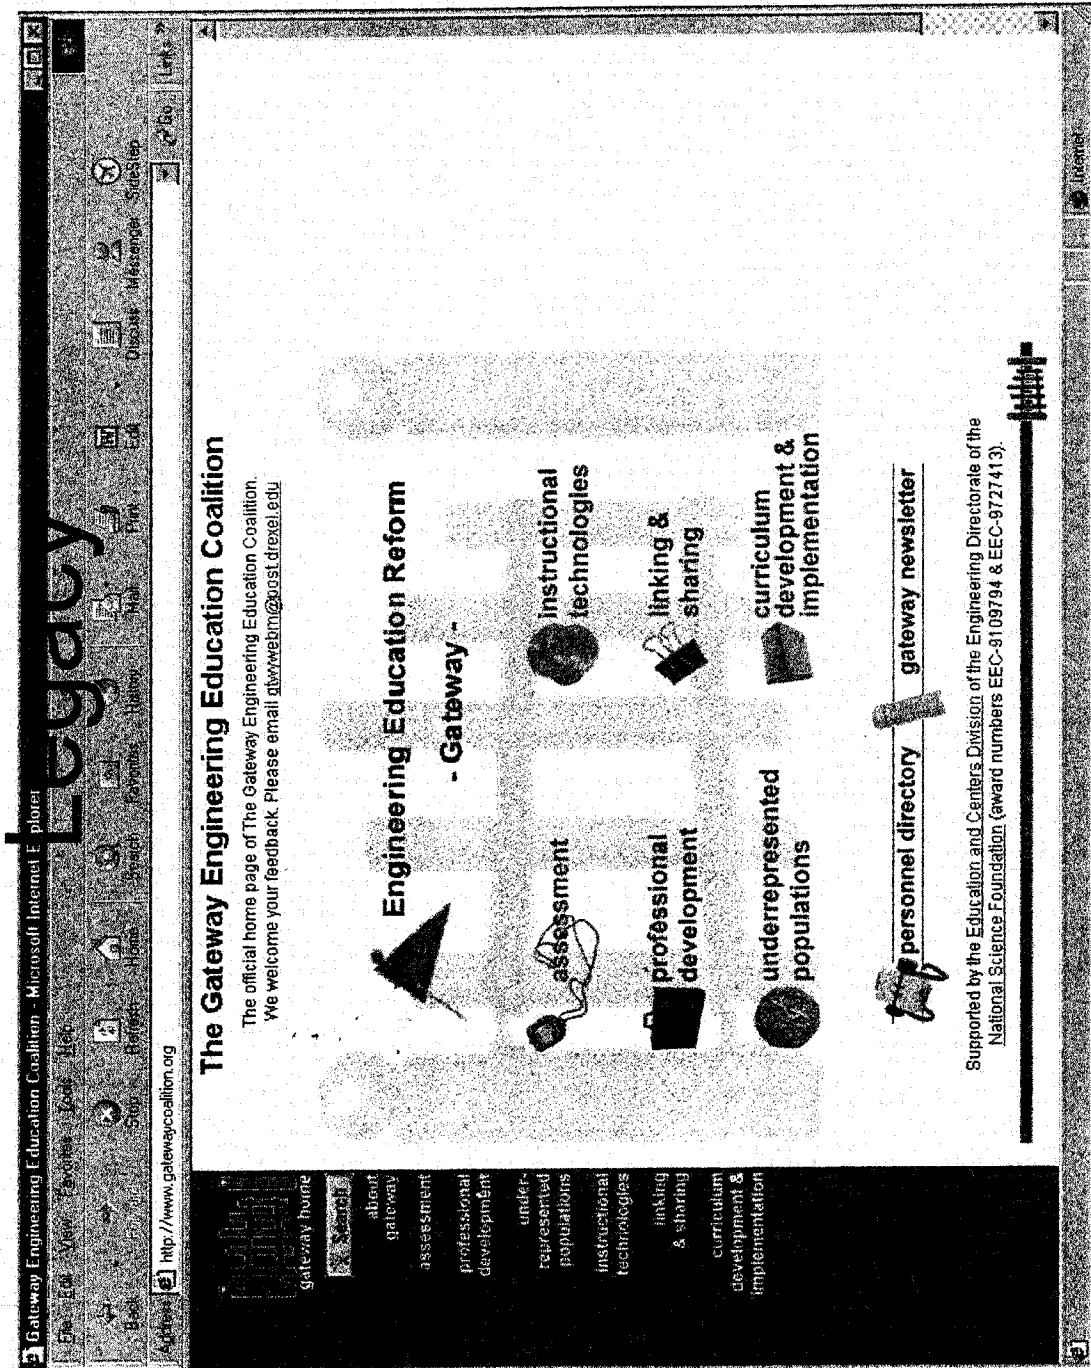 Legacy
Gateway Engineering Education Coalition - Microsoft Internet Explorer
File Edit View Favorites Tools Help
Back Forward Stop Refresh Home Search Favorites History Mail Print Edit Discuss Messenger SideStep
Address http://www.gatewaycoalition.org Go Links »
gateway home
Search
about
gateway
assessment
professional
development
under-
represented
populations
instructional
technologies
linking
& sharing
curriculum
development &
implementation
The Gateway Engineering Education Coalition
The official home page of The Gateway Engineering Education Coalition.
We welcome your feedback. Please email gtwywebm@post.drexel.edu
Engineering Education Reform
- Gateway -
assessment
instructional
technologies
professional
development
linking &
sharing
underrepresented
populations
curriculum
development &
implementation
personnel directory
gateway newsletter
Supported by the Education and Centers Division of the Engineering Directorate of the
National Science Foundation (award numbers EEC-9109794 & EEC-9727413).
Internet